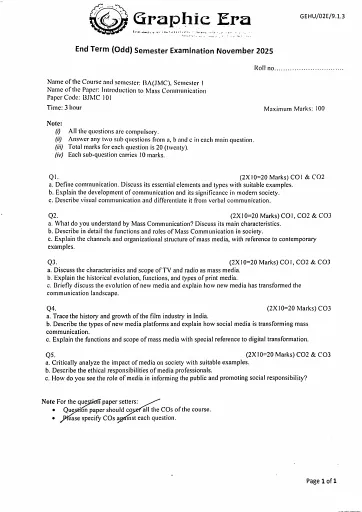 GEHU/02E/9.1.3
Graphic Era
End Term (Odd) Semester Examination November 2025
Roll no..............................
Name of the Course and semester: BA(JMC), Semester 1
Name of the Paper: Introduction to Mass Communication
Paper Code: BJMC 101
Time: 3 hour Maximum Marks: 100
Note:
(i) All the questions are compulsory.
(ii) Answer any two sub questions from a, b and c in each main question.
(iii) Total marks for each question is 20 (twenty).
(iv) Each sub-question carries 10 marks.
Q1. (2X10=20 Marks) CO1 & CO2
a. Define communication. Discuss its essential elements and types with suitable examples.
b. Explain the development of communication and its significance in modern society.
c. Describe visual communication and differentiate it from verbal communication.
Q2. (2X10=20 Marks) CO1, CO2 & CO3
a. What do you understand by Mass Communication? Discuss its main characteristics.
b. Describe in detail the functions and roles of Mass Communication in society.
c. Explain the channels and organizational structure of mass media, with reference to contemporary
examples.
Q3. (2X10=20 Marks) CO1, CO2 & CO3
a. Discuss the characteristics and scope of TV and radio as mass media.
b. Explain the historical evolution, functions, and types of print media.
c. Briefly discuss the evolution of new media and explain how new media has transformed the
communication landscape.
Q4. (2X10=20 Marks) CO3
a. Trace the history and growth of the film industry in India.
b. Describe the types of new media platforms and explain how social media is transforming mass
communication.
c. Explain the functions and scope of mass media with special reference to digital transformation.
Q5. (2X10=20 Marks) CO2 & CO3
a. Critically analyze the impact of media on society with suitable examples.
b. Describe the ethical responsibilities of media professionals.
c. How do you see the role of media in informing the public and promoting social responsibility?
Note For the question paper setters:
• Question paper should cover all the COs of the course.
• Please specify COs against each question.
Page 1 of 1